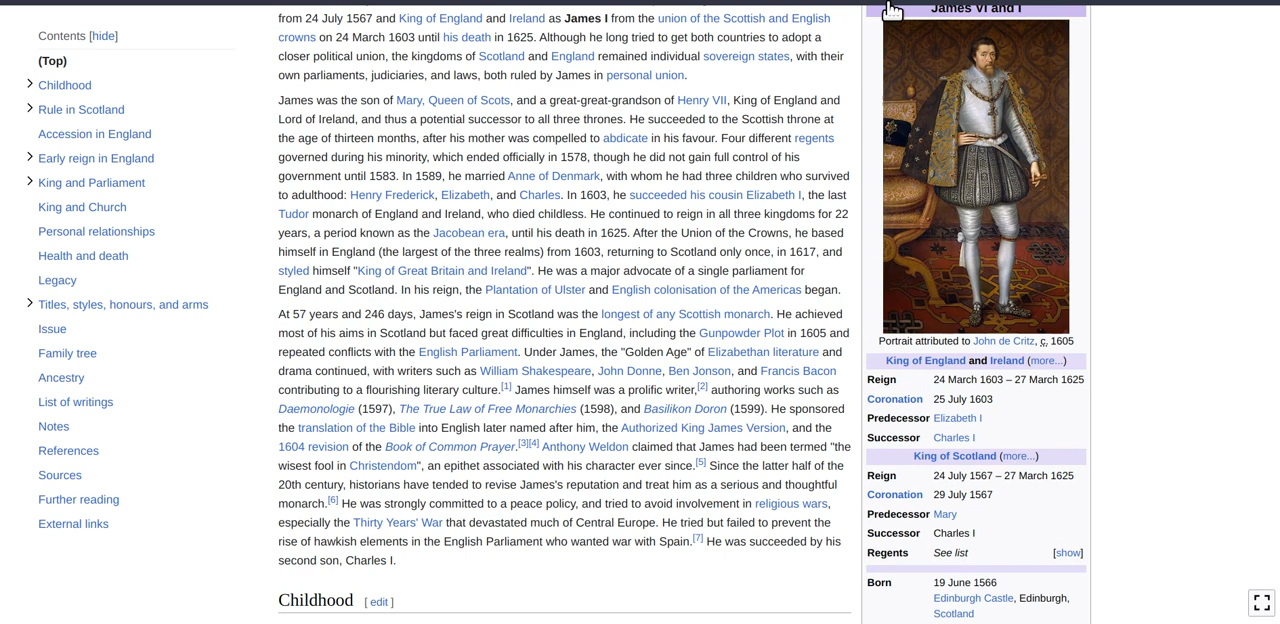 Contents [hide]
(Top)
Childhood
Rule in Scotland
Accession in England
Early reign in England
King and Parliament
King and Church
Personal relationships
Health and death
Legacy
Titles, styles, honours, and arms
Issue
Family tree
Ancestry
List of writings
Notes
References
Sources
Further reading
External links
from 24 July 1567 and King of England and Ireland as James I from the union of the Scottish and English
crowns on 24 March 1603 until his death in 1625. Although he long tried to get both countries to adopt a
closer political union, the kingdoms of Scotland and England remained individual sovereign states, with their
own parliaments, judiciaries, and laws, both ruled by James in personal union.
James was the son of Mary, Queen of Scots, and a great-great-grandson of Henry VII, King of England and
Lord of Ireland, and thus a potential successor to all three thrones. He succeeded to the Scottish throne at
the age of thirteen months, after his mother was compelled to abdicate in his favour. Four different regents
governed during his minority, which ended officially in 1578, though he did not gain full control of his
government until 1583. In 1589, he married Anne of Denmark, with whom he had three children who survived
to adulthood: Henry Frederick, Elizabeth, and Charles. In 1603, he succeeded his cousin Elizabeth I, the last
Tudor monarch of England and Ireland, who died childless. He continued to reign in all three kingdoms for 22
years, a period known as the Jacobean era, until his death in 1625. After the Union of the Crowns, he based
himself in England (the largest of the three realms) from 1603, returning to Scotland only once, in 1617, and
styled himself "King of Great Britain and Ireland". He was a major advocate of a single parliament for
England and Scotland. In his reign, the Plantation of Ulster and English colonisation of the Americas began.
At 57 years and 246 days, James's reign in Scotland was the longest of any Scottish monarch. He achieved
most of his aims in Scotland but faced great difficulties in England, including the Gunpowder Plot in 1605 and
repeated conflicts with the English Parliament. Under James, the "Golden Age" of Elizabethan literature and
drama continued, with writers such as William Shakespeare, John Donne, Ben Jonson, and Francis Bacon
contributing to a flourishing literary culture.[1] James himself was a prolific writer,[2] authoring works such as
Daemonologie (1597), The True Law of Free Monarchies (1598), and Basilikon Doron (1599). He sponsored
the translation of the Bible into English later named after him, the Authorized King James Version, and the
1604 revision of the Book of Common Prayer.[3][4] Anthony Weldon claimed that James had been termed "the
wisest fool in Christendom", an epithet associated with his character ever since.[5] Since the latter half of the
20th century, historians have tended to revise James's reputation and treat him as a serious and thoughtful
monarch.[6] He was strongly committed to a peace policy, and tried to avoid involvement in religious wars,
especially the Thirty Years' War that devastated much of Central Europe. He tried but failed to prevent the
rise of hawkish elements in the English Parliament who wanted war with Spain.[7] He was succeeded by his
second son, Charles I.
Childhood [ edit ]
James VI and I
Portrait attributed to John de Critz, c. 1605
King of England and Ireland (more...)
Reign 24 March 1603 – 27 March 1625
Coronation 25 July 1603
Predecessor Elizabeth I
Successor Charles I
King of Scotland (more...)
Reign 24 July 1567 – 27 March 1625
Coronation 29 July 1567
Predecessor Mary
Successor Charles I
Regents See list [show]
Born 19 June 1566
Edinburgh Castle, Edinburgh,
Scotland